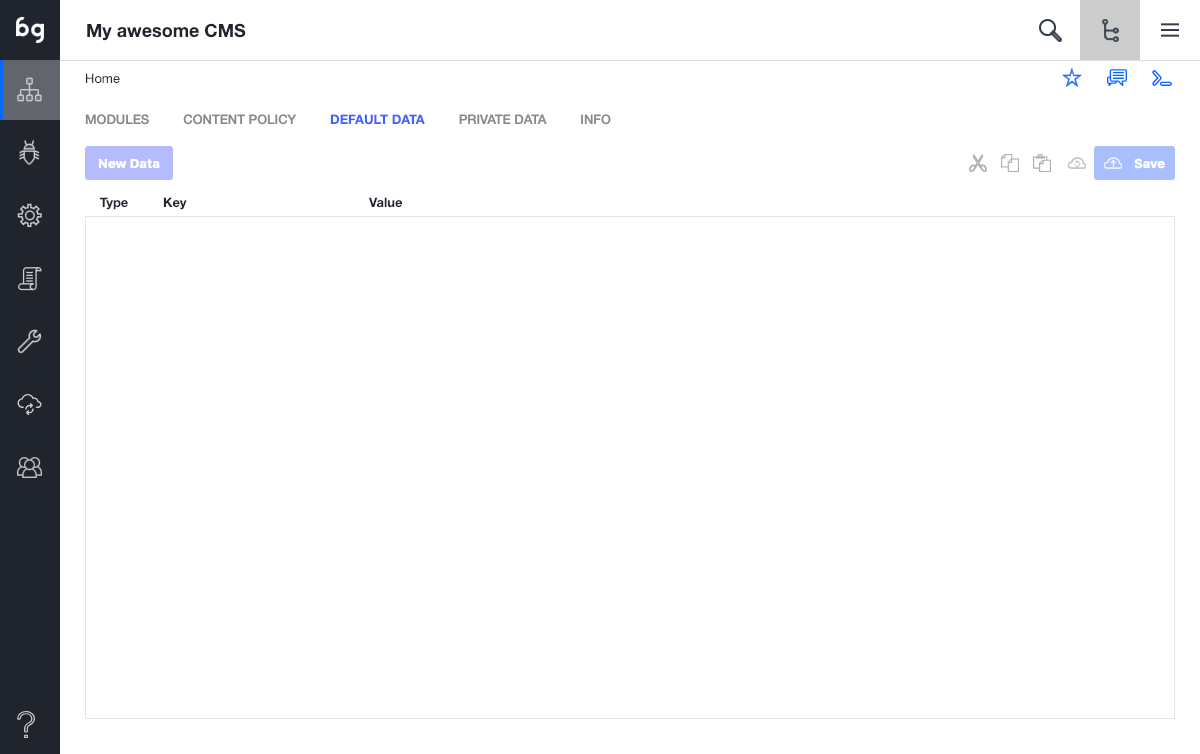 bg
My awesome CMS
Home
MODULES CONTENT POLICY DEFAULT DATA PRIVATE DATA INFO
New Data Save
Type Key Value